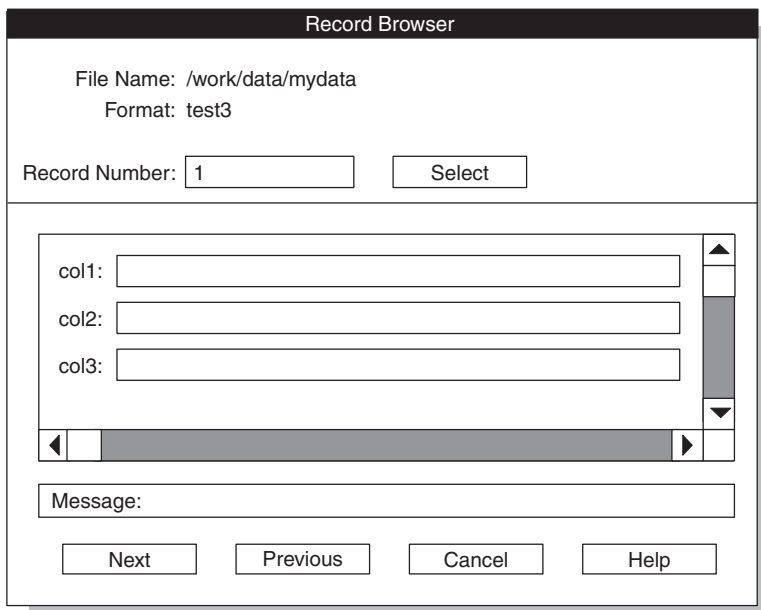 Record Browser
File Name: /work/data/mydata
Format: test3
Record Number: 1 Select
col1:
col2:
col3:
Message:
Next Previous Cancel Help